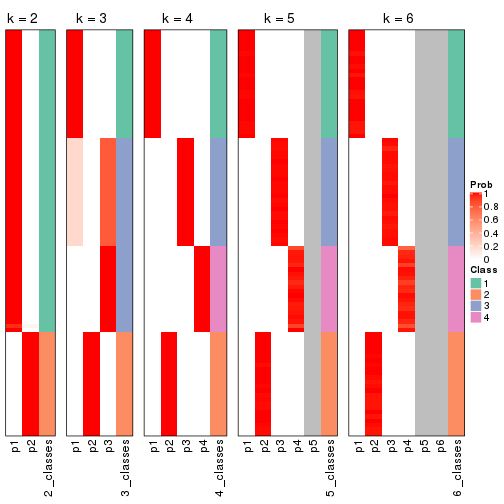 k = 2
k = 3
k = 4
k = 5
k = 6
p1
p2
2_classes
p1
p2
p3
3_classes
p1
p2
p3
p4
4_classes
p1
p2
p3
p4
p5
5_classes
p1
p2
p3
p4
p5
p6
6_classes
Prob
1
0.8
0.6
0.4
0.2
0
Class
1
2
3
4